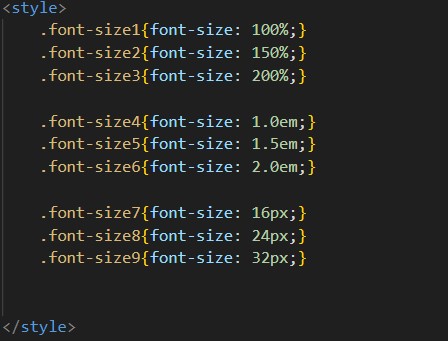 <style>
.font-size1{font-size: 100%;}
.font-size2{font-size: 150%;}
.font-size3{font-size: 200%;}
.font-size4{font-size: 1.0em;}
.font-size5{font-size: 1.5em;}
.font-size6{font-size: 2.0em;}
.font-size7{font-size: 16px;}
.font-size8{font-size: 24px;}
.font-size9{font-size: 32px;}
</style>